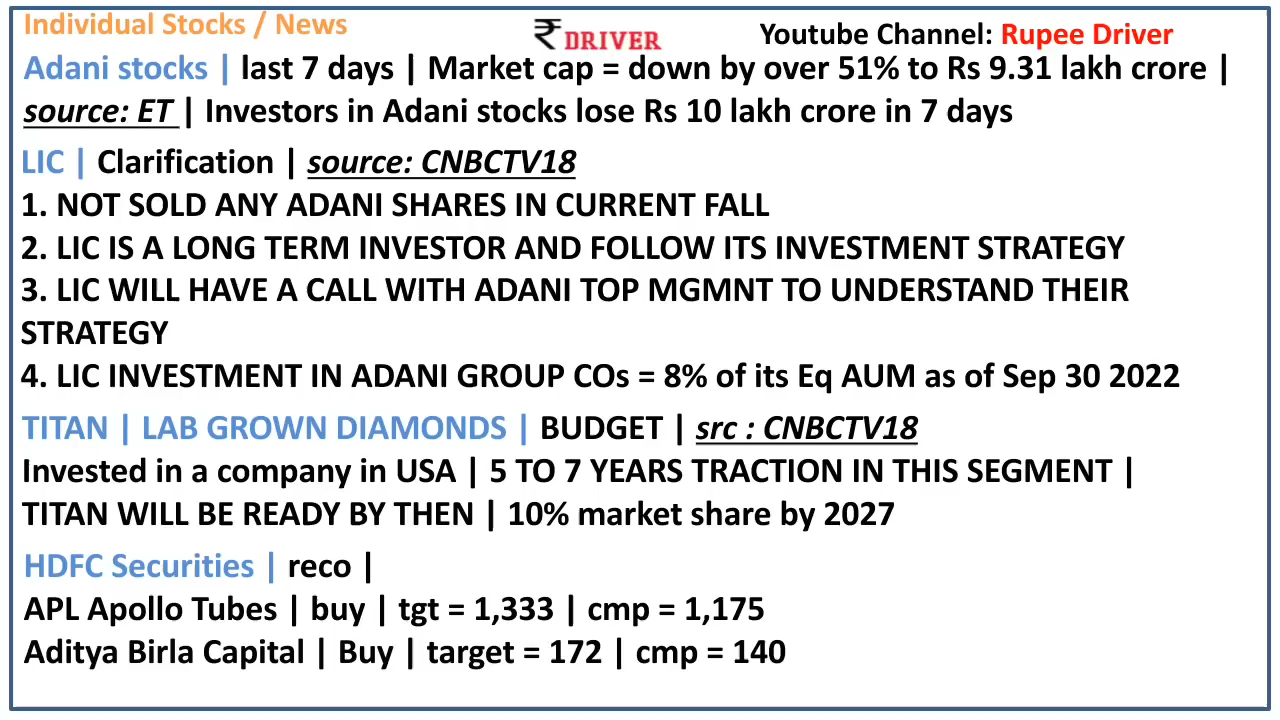 Individual Stocks / News
₹ DRIVER
Youtube Channel: Rupee Driver
Adani stocks | last 7 days | Market cap = down by over 51% to Rs 9.31 lakh crore |
source: ET | Investors in Adani stocks lose Rs 10 lakh crore in 7 days
LIC | Clarification | source: CNBCTV18
1. NOT SOLD ANY ADANI SHARES IN CURRENT FALL
2. LIC IS A LONG TERM INVESTOR AND FOLLOW ITS INVESTMENT STRATEGY
3. LIC WILL HAVE A CALL WITH ADANI TOP MGMNT TO UNDERSTAND THEIR
STRATEGY
4. LIC INVESTMENT IN ADANI GROUP COs = 8% of its Eq AUM as of Sep 30 2022
TITAN | LAB GROWN DIAMONDS | BUDGET | src : CNBCTV18
Invested in a company in USA | 5 TO 7 YEARS TRACTION IN THIS SEGMENT |
TITAN WILL BE READY BY THEN | 10% market share by 2027
HDFC Securities | reco |
APL Apollo Tubes | buy | tgt = 1,333 | cmp = 1,175
Aditya Birla Capital | Buy | target = 172 | cmp = 140